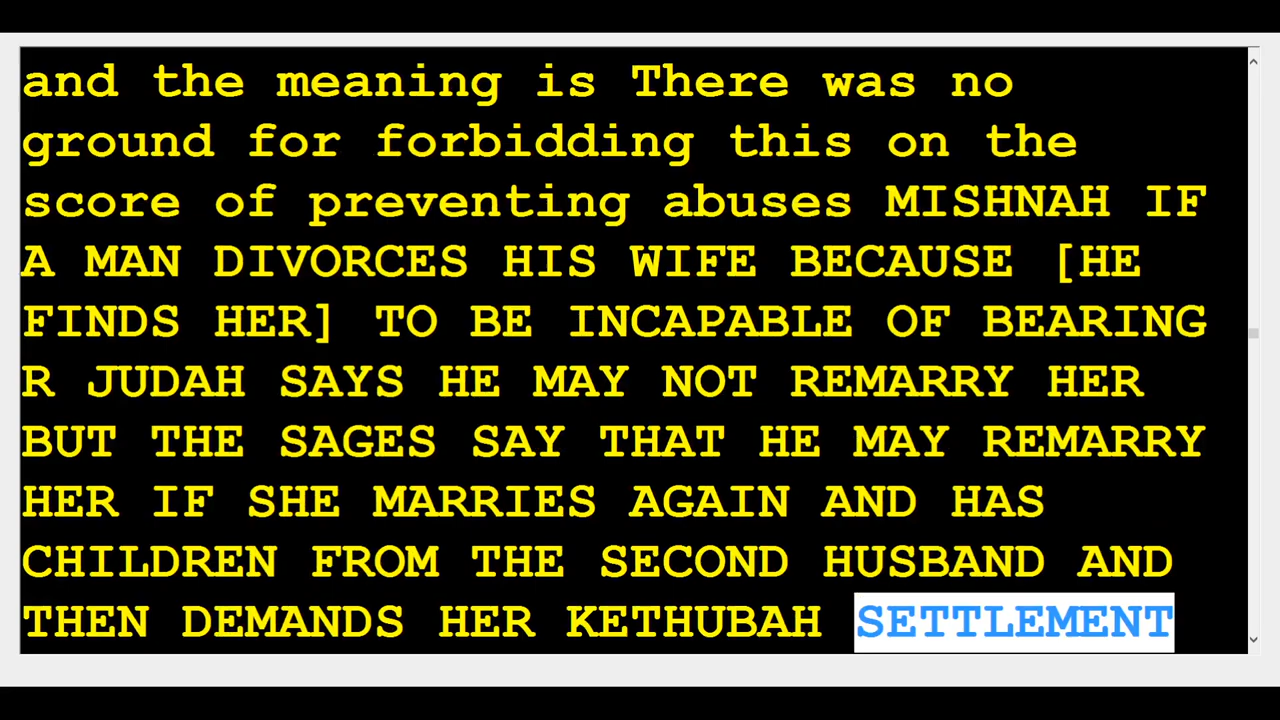 and the meaning is There was no
ground for forbidding this on the
score of preventing abuses MISHNAH IF
A MAN DIVORCES HIS WIFE BECAUSE [HE
FINDS HER] TO BE INCAPABLE OF BEARING
R JUDAH SAYS HE MAY NOT REMARRY HER
BUT THE SAGES SAY THAT HE MAY REMARRY
HER IF SHE MARRIES AGAIN AND HAS
CHILDREN FROM THE SECOND HUSBAND AND
THEN DEMANDS HER KETHUBAH SETTLEMENT